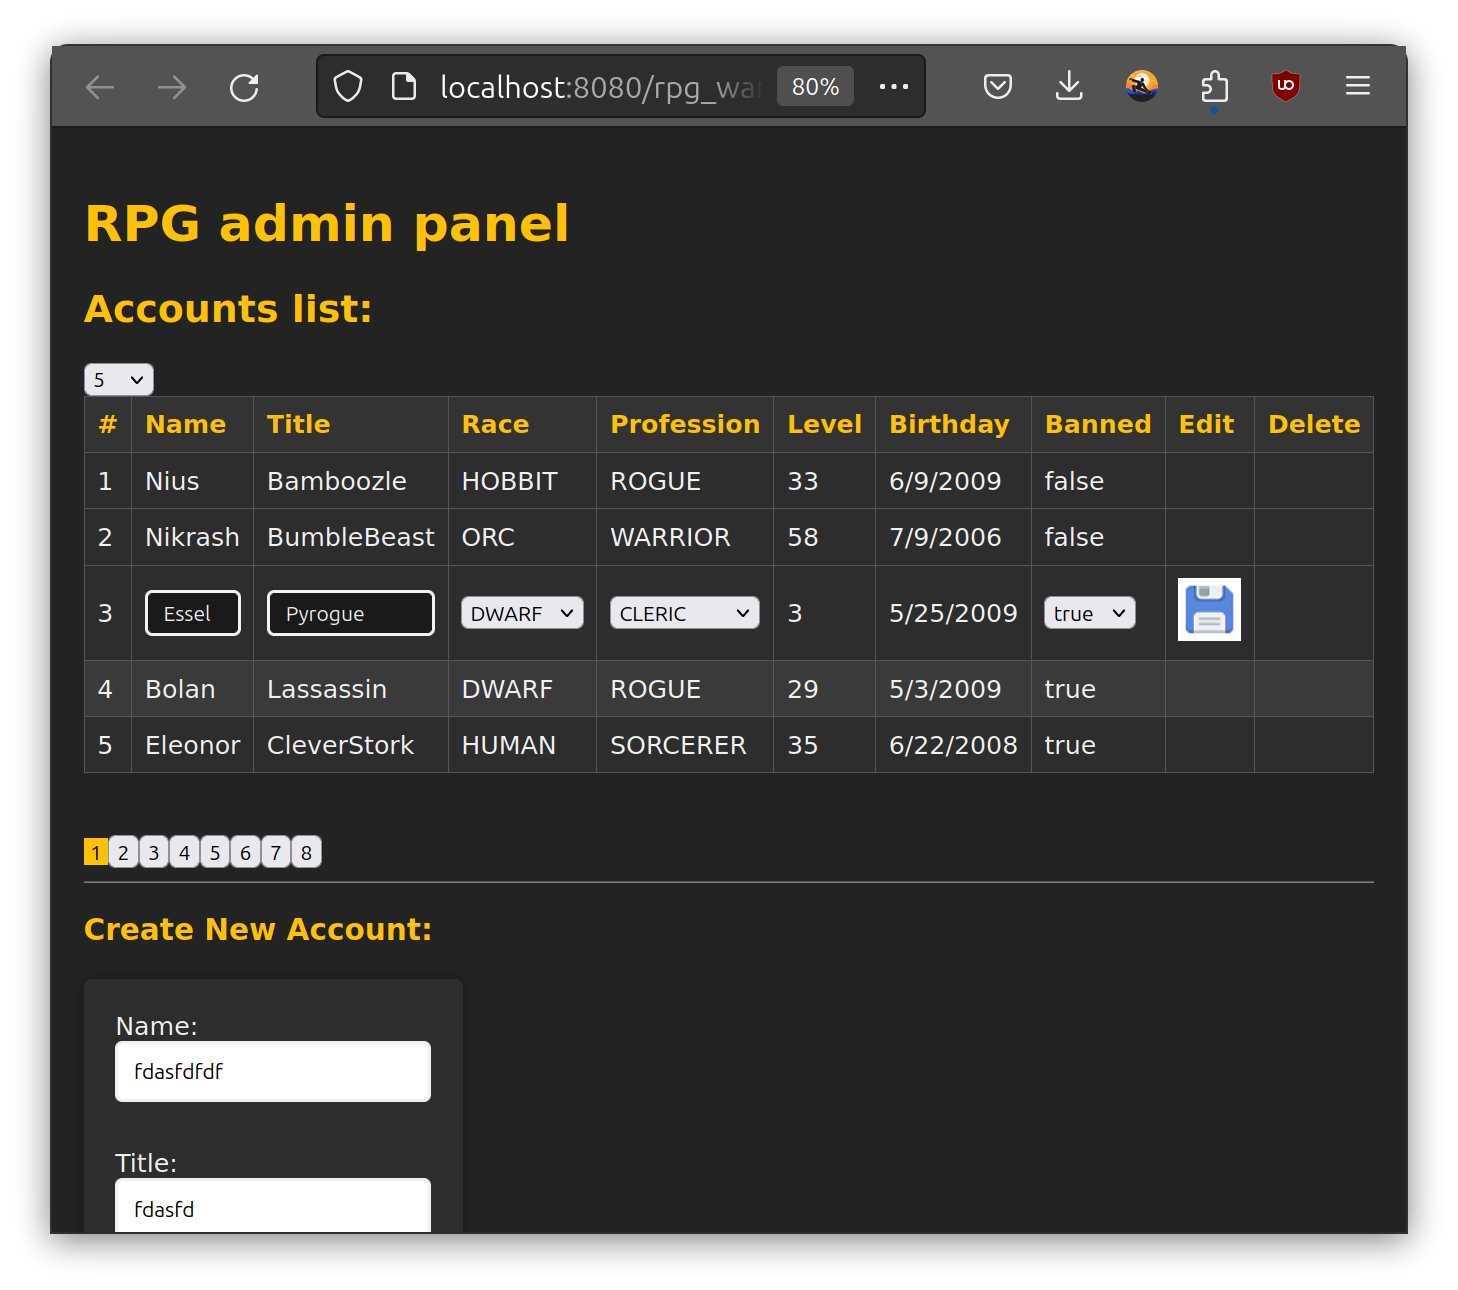 localhost:8080/rpg_wa
80%
RPG admin panel
Accounts list:
5
# Name Title Race Profession Level Birthday Banned Edit Delete
1 Nius Bamboozle HOBBIT ROGUE 33 6/9/2009 false
2 Nikrash BumbleBeast ORC WARRIOR 58 7/9/2006 false
3 Essel Pyrogue DWARF CLERIC 3 5/25/2009 true
4 Bolan Lassassin DWARF ROGUE 29 5/3/2009 true
5 Eleonor CleverStork HUMAN SORCERER 35 6/22/2008 true
1 2 3 4 5 6 7 8
Create New Account:
Name:
fdasfdfdf
Title:
fdasfd